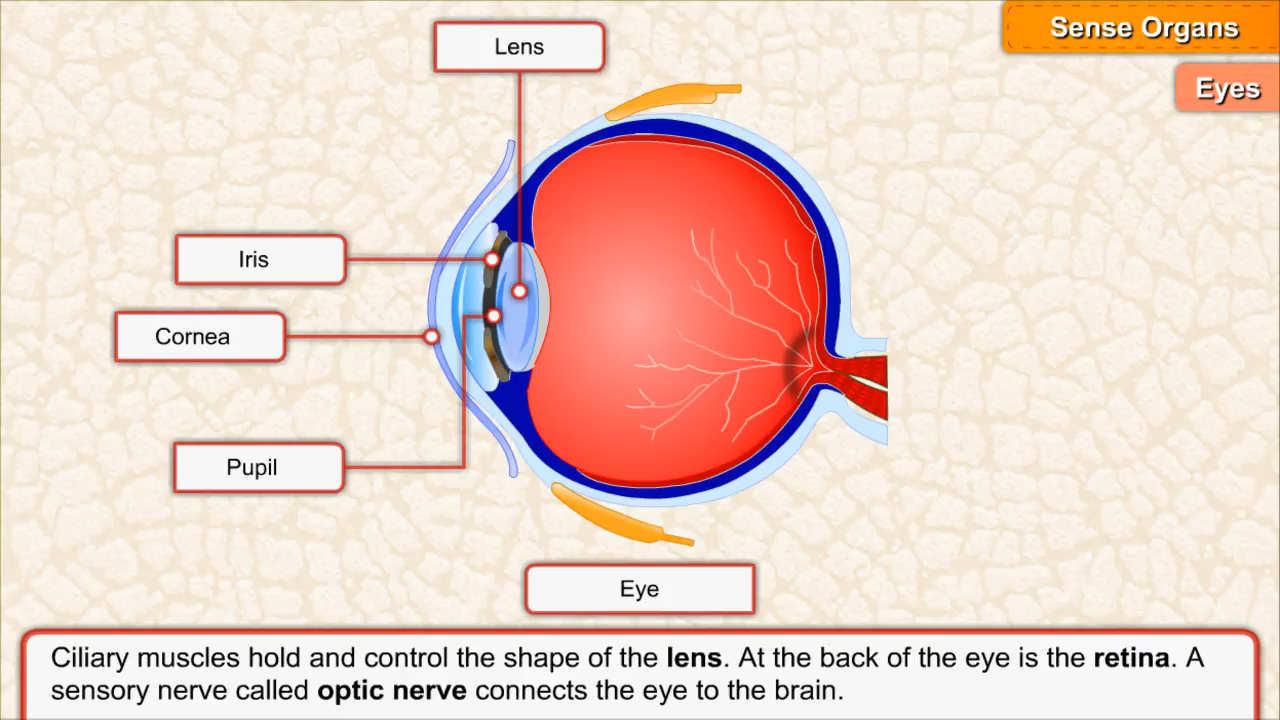 Sense Organs
Eyes
Lens
Iris
Cornea
Pupil
Eye
Ciliary muscles hold and control the shape of the lens. At the back of the eye is the retina. A
sensory nerve called optic nerve connects the eye to the brain.